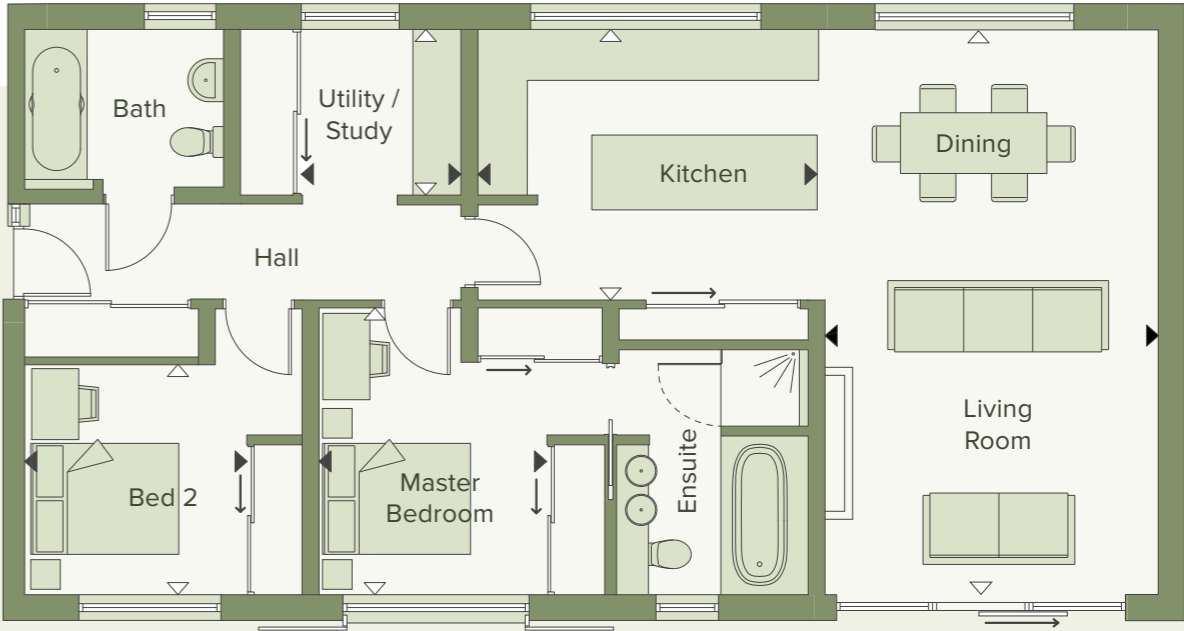 Bath
Utility /
Study
Kitchen
Dining
Hall
Living
Room
Bed 2
Master
Bedroom
Ensuite